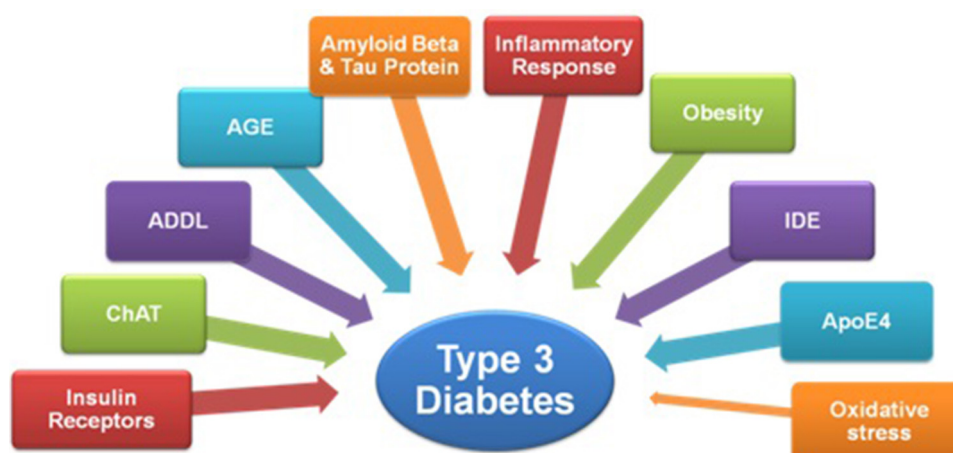 Amyloid Beta
& Tau Protein
Inflammatory
Response
AGE
Obesity
ADDL
IDE
ChAT
ApoE4
Insulin
Receptors
Type 3
Diabetes
Oxidative
stress